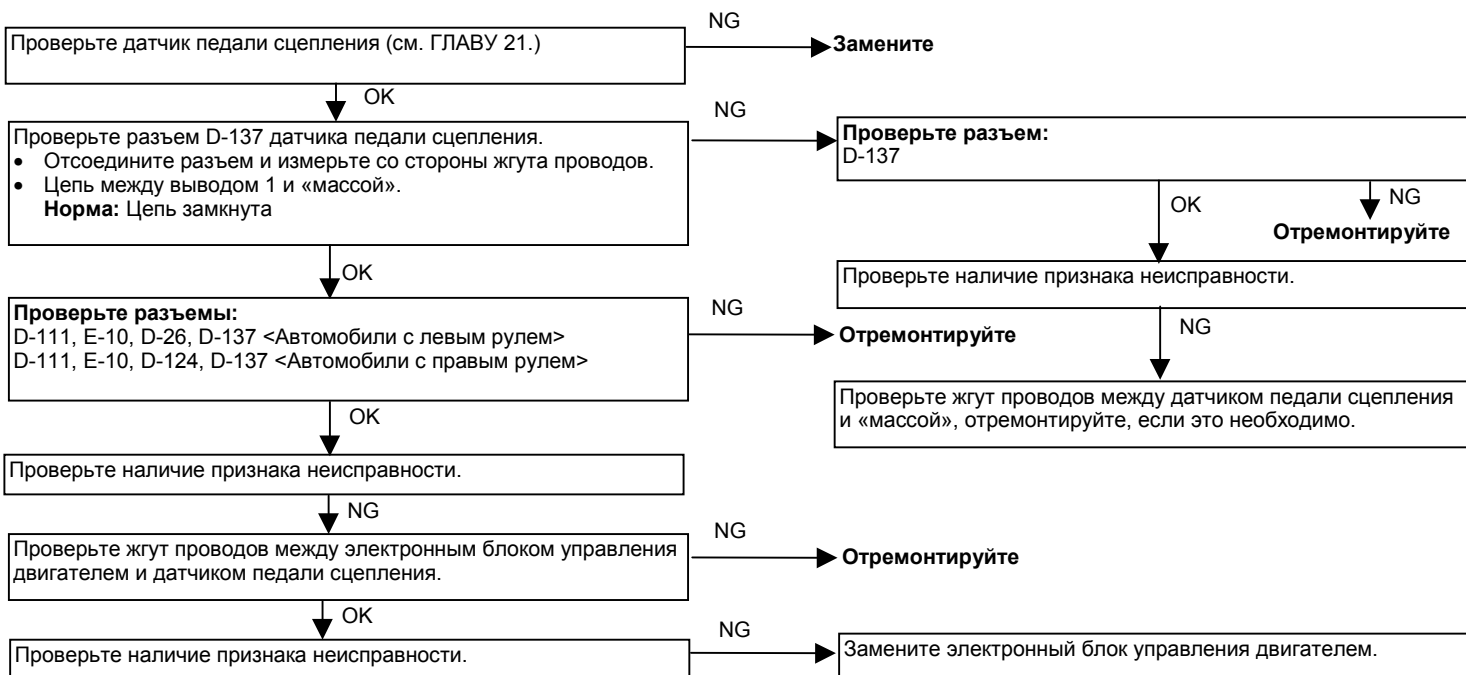 NG
Проверьте датчик педали сцепления (см. ГЛАВУ 21.)
Замените
OK
NG
Проверьте разъем D-137 датчика педали сцепления.
• Отсоедините разъем и измерьте со стороны жгута проводов.
• Цепь между выводом 1 и «массой».
Норма: Цепь замкнута
Проверьте разъем:
D-137
OK
NG
Отремонтируйте
OK
Проверьте наличие признака неисправности.
Проверьте разъемы:
D-111, E-10, D-26, D-137 <Автомобили с левым рулем>
D-111, E-10, D-124, D-137 <Автомобили с правым рулем>
NG
Отремонтируйте
NG
Проверьте жгут проводов между датчиком педали сцепления
и «массой», отремонтируйте, если это необходимо.
OK
Проверьте наличие признака неисправности.
NG
Проверьте жгут проводов между электронным блоком управления
двигателем и датчиком педали сцепления.
NG
Отремонтируйте
OK
Проверьте наличие признака неисправности.
NG
Замените электронный блок управления двигателем.